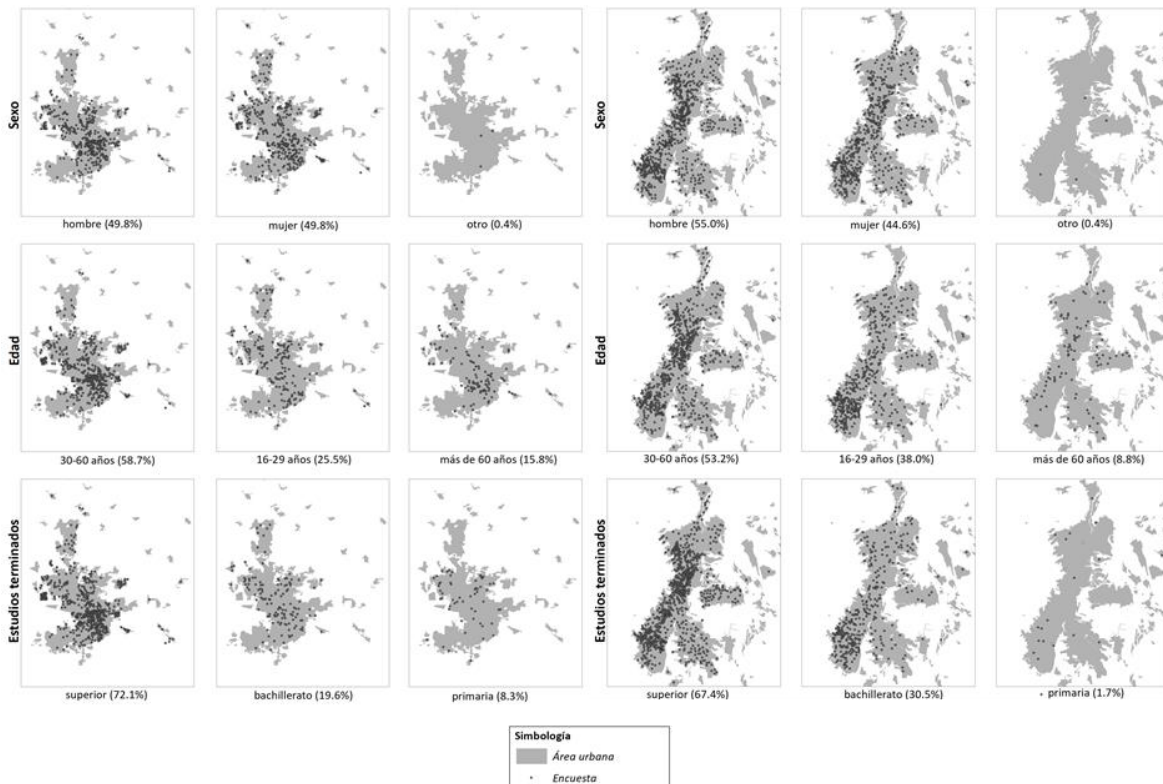 Sexo
hombre (49.8%)
mujer (49.8%)
otro (0.4%)
Sexo
hombre (55.0%)
mujer (44.6%)
otro (0.4%)
Edad
30-60 años (58.7%)
16-29 años (25.5%)
más de 60 años (15.8%)
Edad
30-60 años (53.2%)
16-29 años (38.0%)
más de 60 años (8.8%)
Estudios terminados
superior (72.1%)
bachillerato (19.6%)
primaria (8.3%)
Estudios terminados
superior (67.4%)
bachillerato (30.5%)
primaria (1.7%)
Simbología
Área urbana
Encuesta